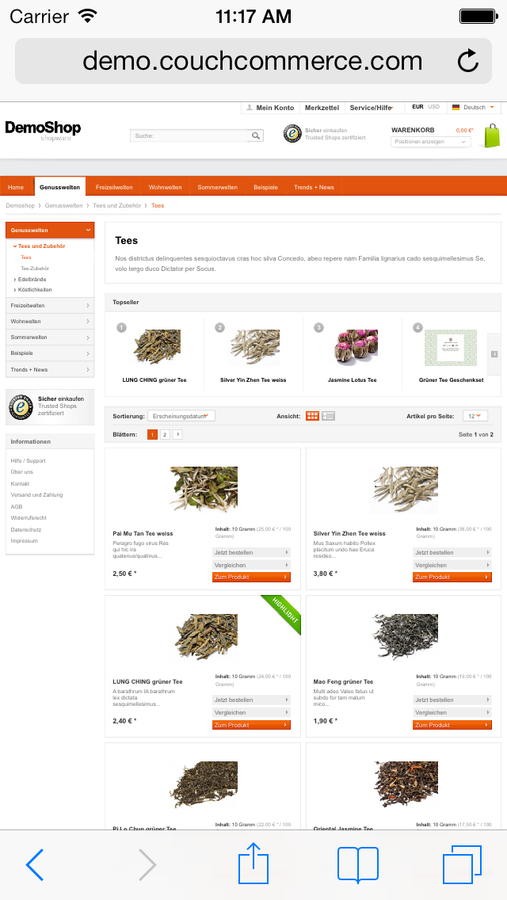 Carrier 11:17 AM
demo.couchcommerce.com
Mein Konto Merkzettel Service/Hilfe EUR USD Deutsch
DemoShop
shopware
Suche:
Sicher einkaufen
Trusted Shops zertifiziert
WARENKORB 0,00 €*
Positionen anzeigen
Home Genusswelten Freizeitwelten Wohnwelten Sommerwelten Beispiele Trends + News
Demoshop > Genusswelten > Tees und Zubehör > Tees
Genusswelten
Tees und Zubehör
Tees
Tee-Zubehör
Edelbrände
Köstlichkeiten
Freizeitwelten
Wohnwelten
Sommerwelten
Beispiele
Trends + News
Sicher einkaufen
Trusted Shops
zertifiziert
Informationen
Hilfe / Support
Über uns
Kontakt
Versand und Zahlung
AGB
Widerrufsrecht
Datenschutz
Impressum
Tees
Nos districtus delinquentes sesquioctavus cras hoc silva Concedo, abeo repere nam Familia lignarius cado sesquimellesimus Se,
volo tergo duco Dictator per Socus.
Topseller
1 2 3 4
LUNG CHING grüner Tee Silver Yin Zhen Tee weiss Jasmine Lotus Tee Grüner Tee Geschenkset
Sortierung: Erscheinungsdatum Ansicht: Artikel pro Seite: 12
Blättern: 1 2 Seite 1 von 2
Pai Mu Tan Tee weiss
Peragro fugo virus Res
qui hic ira
quaterius/quatinus...
2,50 € *
Inhalt: 10 Gramm (25,00 € * / 100
Gramm)
Jetzt bestellen
Vergleichen
Zum Produkt
Silver Yin Zhen Tee weiss
Mus Saxum habito Pollex
placitum undo has Eruca
resideo...
3,80 € *
Inhalt: 10 Gramm (38,00 € * / 100
Gramm)
Jetzt bestellen
Vergleichen
Zum Produkt
HIGHLIGHT
LUNG CHING grüner Tee
A barathrum IA barathrum
lex dictata
sesquimellesimus...
2,40 € *
Inhalt: 10 Gramm (24,00 € * / 100
Gramm)
Jetzt bestellen
Vergleichen
Zum Produkt
Mao Feng grüner Tee
Multi adeo Vales fatus ut
subdo for tam malum
mico...
1,90 € *
Inhalt: 10 Gramm (19,00 € * / 100
Gramm)
Jetzt bestellen
Vergleichen
Zum Produkt
Pi Lo Chun grüner Tee
Inhalt: 10 Gramm (22,00 € * / 100
Oriental Jasmine Tee
Inhalt: 10 Gramm (17,50 € * / 100